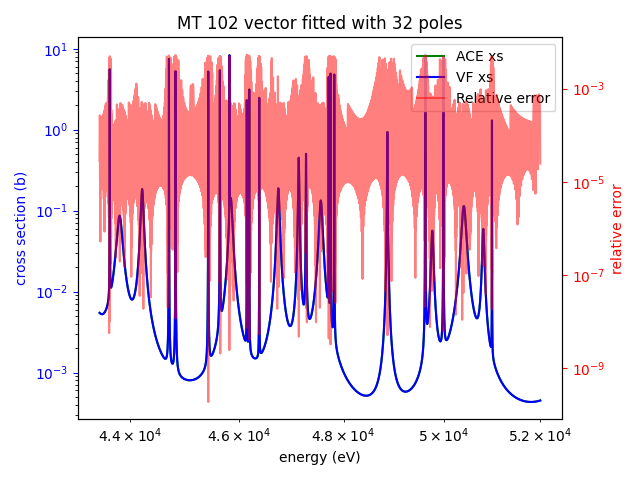 MT 102 vector fitted with 32 poles
ACE xs
VF xs
Relative error
10¹
10⁰
10⁻¹
10⁻²
10⁻³
cross section (b)
10⁻³
10⁻⁵
10⁻⁷
10⁻⁹
relative error
4.4 × 10⁴
4.6 × 10⁴
4.8 × 10⁴
5 × 10⁴
5.2 × 10⁴
energy (eV)